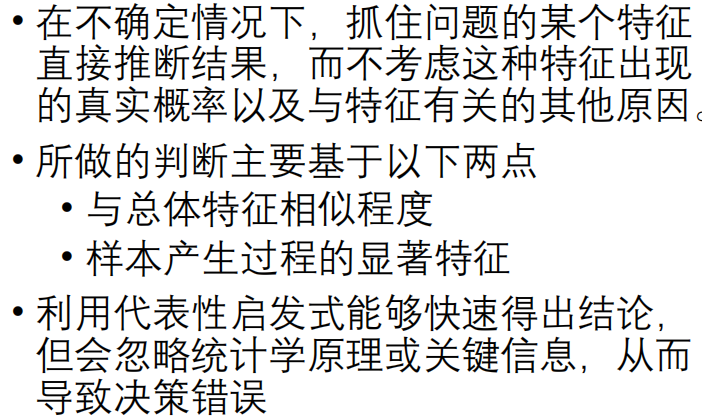 • 在不确定情况下，抓住问题的某个特征
直接推断结果，而不考虑这种特征出现
的真实概率以及与特征有关的其他原因。
• 所做的判断主要基于以下两点
• 与总体特征相似程度
• 样本产生过程的显著特征
• 利用代表性启发式能够快速得出结论，
但会忽略统计学原理或关键信息，从而
导致决策错误